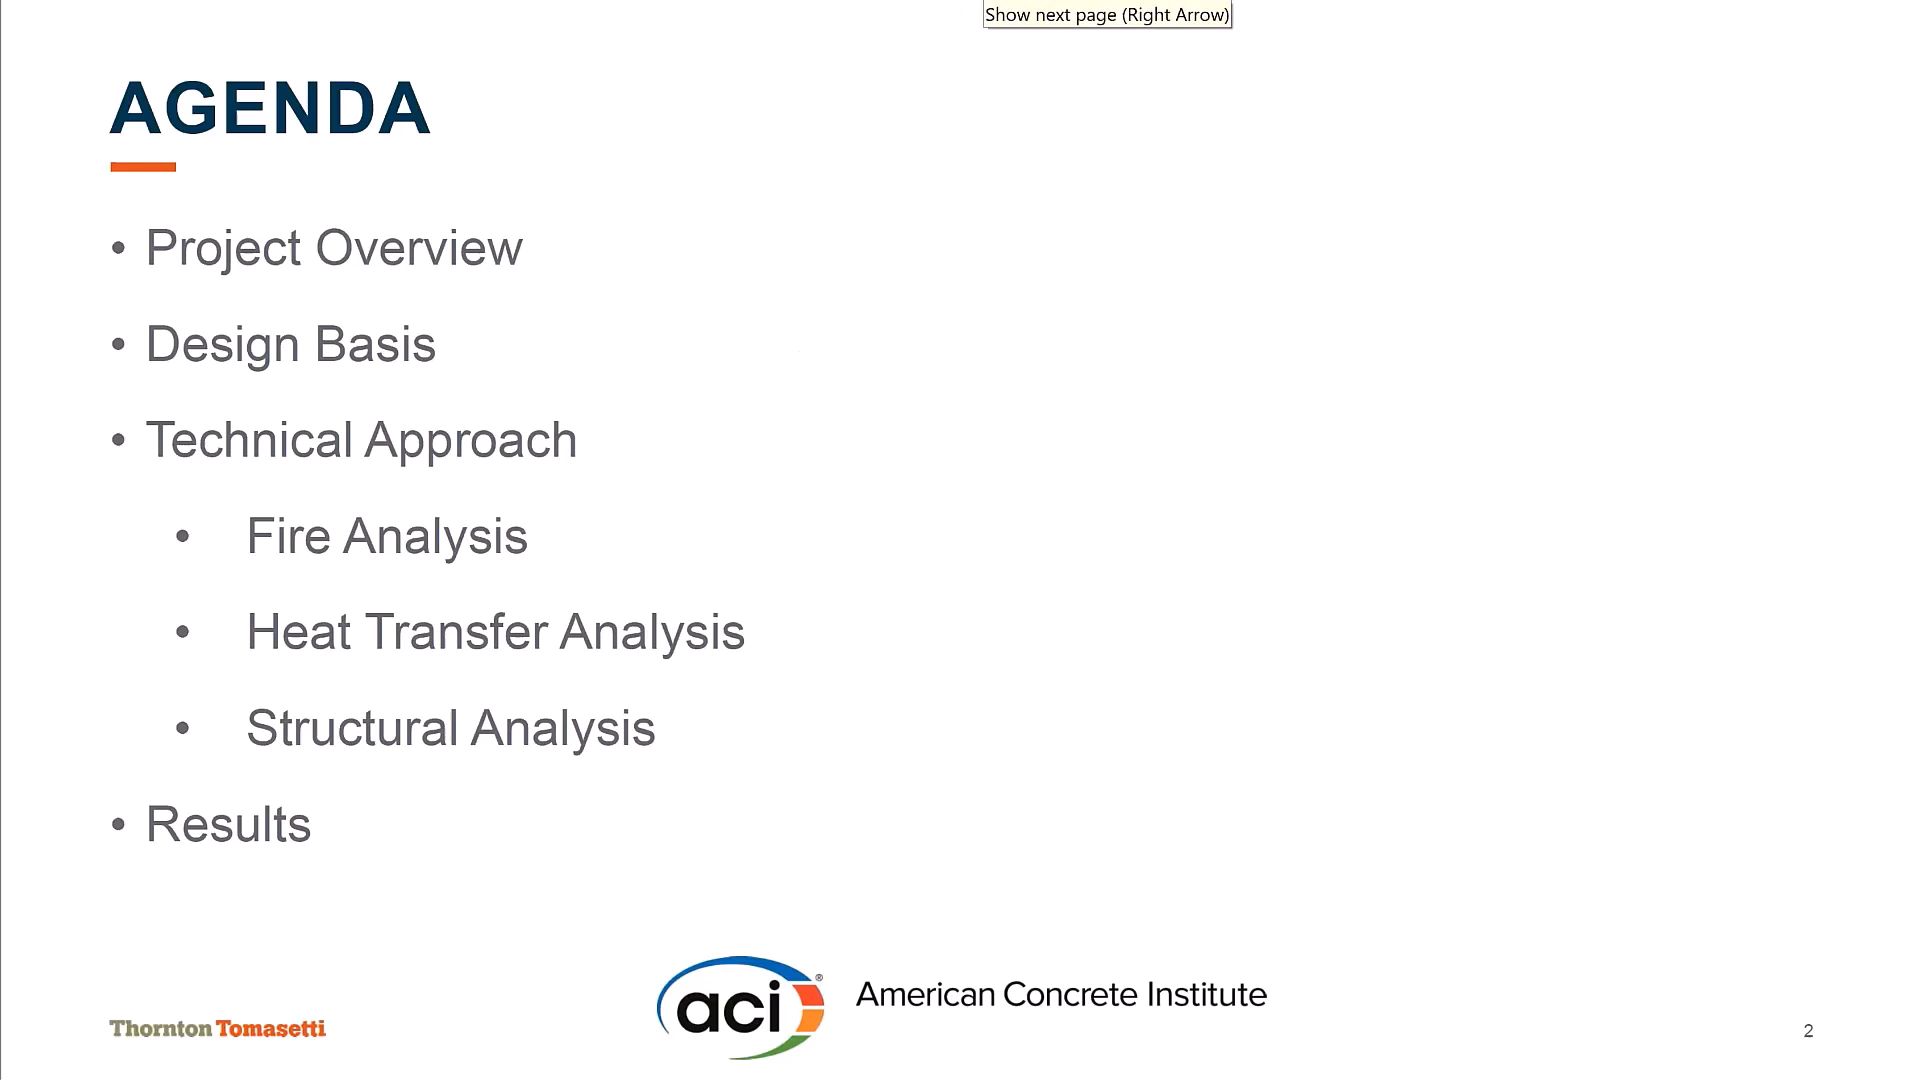 Show next page (Right Arrow)
AGENDA
• Project Overview
• Design Basis
• Technical Approach
• Fire Analysis
• Heat Transfer Analysis
• Structural Analysis
• Results
aci®
American Concrete Institute
Thornton Tomasetti
2